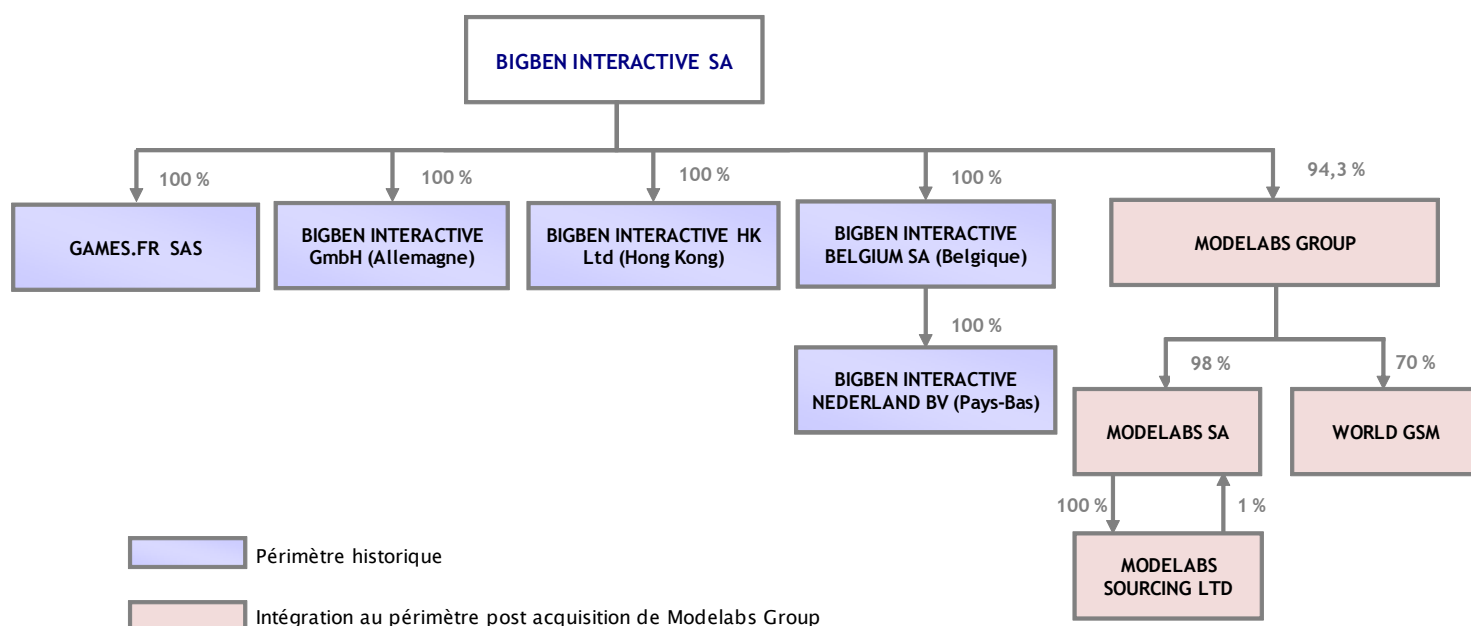 BIGBEN INTERACTIVE SA
100 %
100 %
100 %
100 %
94,3 %
GAMES.FR SAS
BIGBEN INTERACTIVE
GmbH (Allemagne)
BIGBEN INTERACTIVE HK
Ltd (Hong Kong)
BIGBEN INTERACTIVE
BELGIUM SA (Belgique)
MODELABS GROUP
100 %
BIGBEN INTERACTIVE
NEDERLAND BV (Pays-Bas)
98 %
70 %
MODELABS SA
WORLD GSM
100 %
1 %
MODELABS
SOURCING LTD
Périmètre historique
Intégration au périmètre post acquisition de Modelabs Group